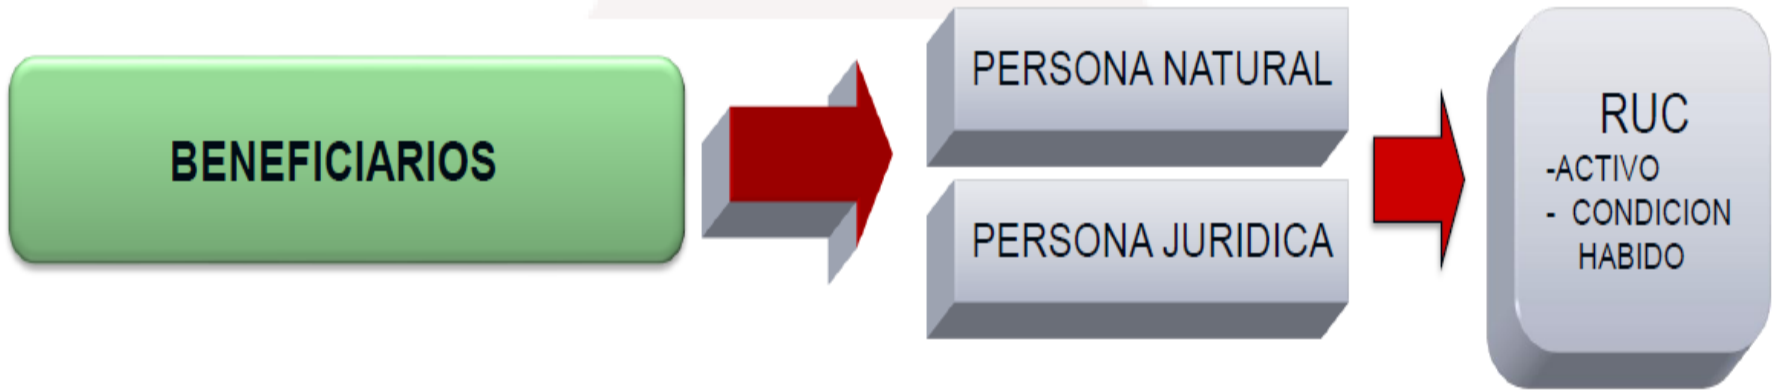 BENEFICIARIOS
PERSONA NATURAL
PERSONA JURIDICA
RUC
-ACTIVO
- CONDICION
HABIDO